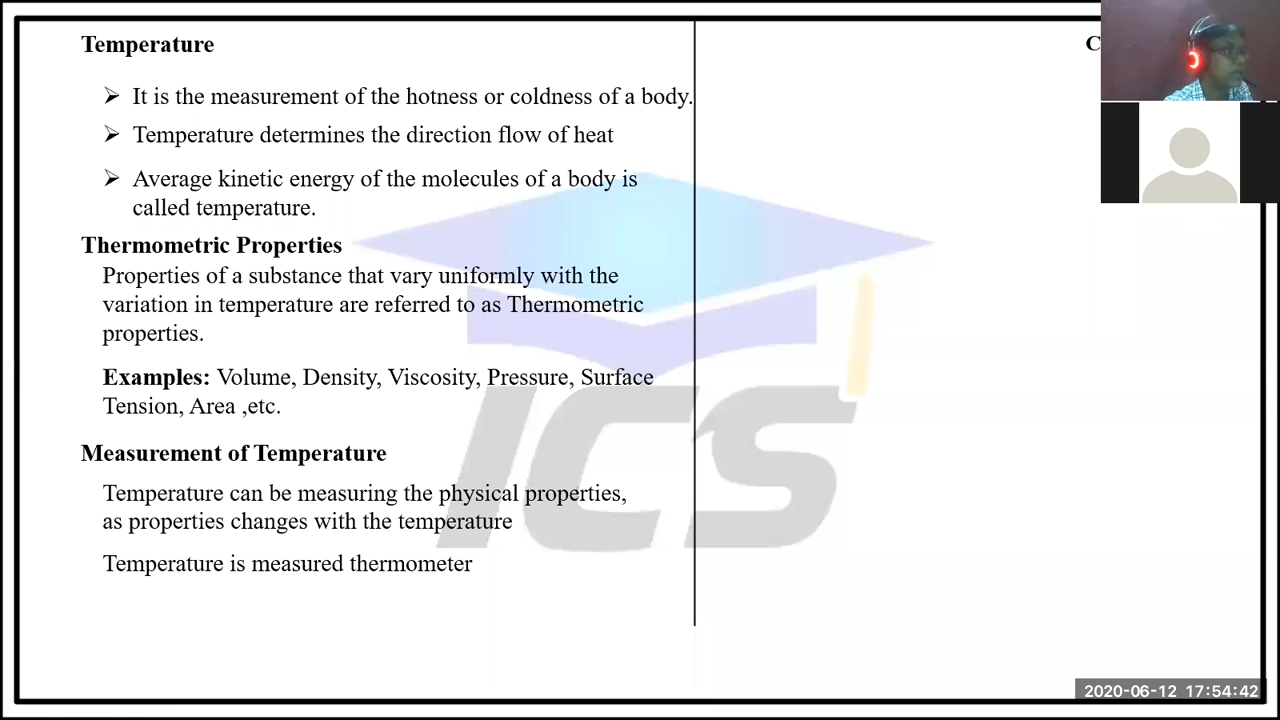 Temperature
➢ It is the measurement of the hotness or coldness of a body.
➢ Temperature determines the direction flow of heat
➢ Average kinetic energy of the molecules of a body is
called temperature.
Thermometric Properties
Properties of a substance that vary uniformly with the
variation in temperature are referred to as Thermometric
properties.
Examples: Volume, Density, Viscosity, Pressure, Surface
Tension, Area ,etc.
Measurement of Temperature
Temperature can be measuring the physical properties,
as properties changes with the temperature
Temperature is measured thermometer
ICS
2020-06-12 17:54:42